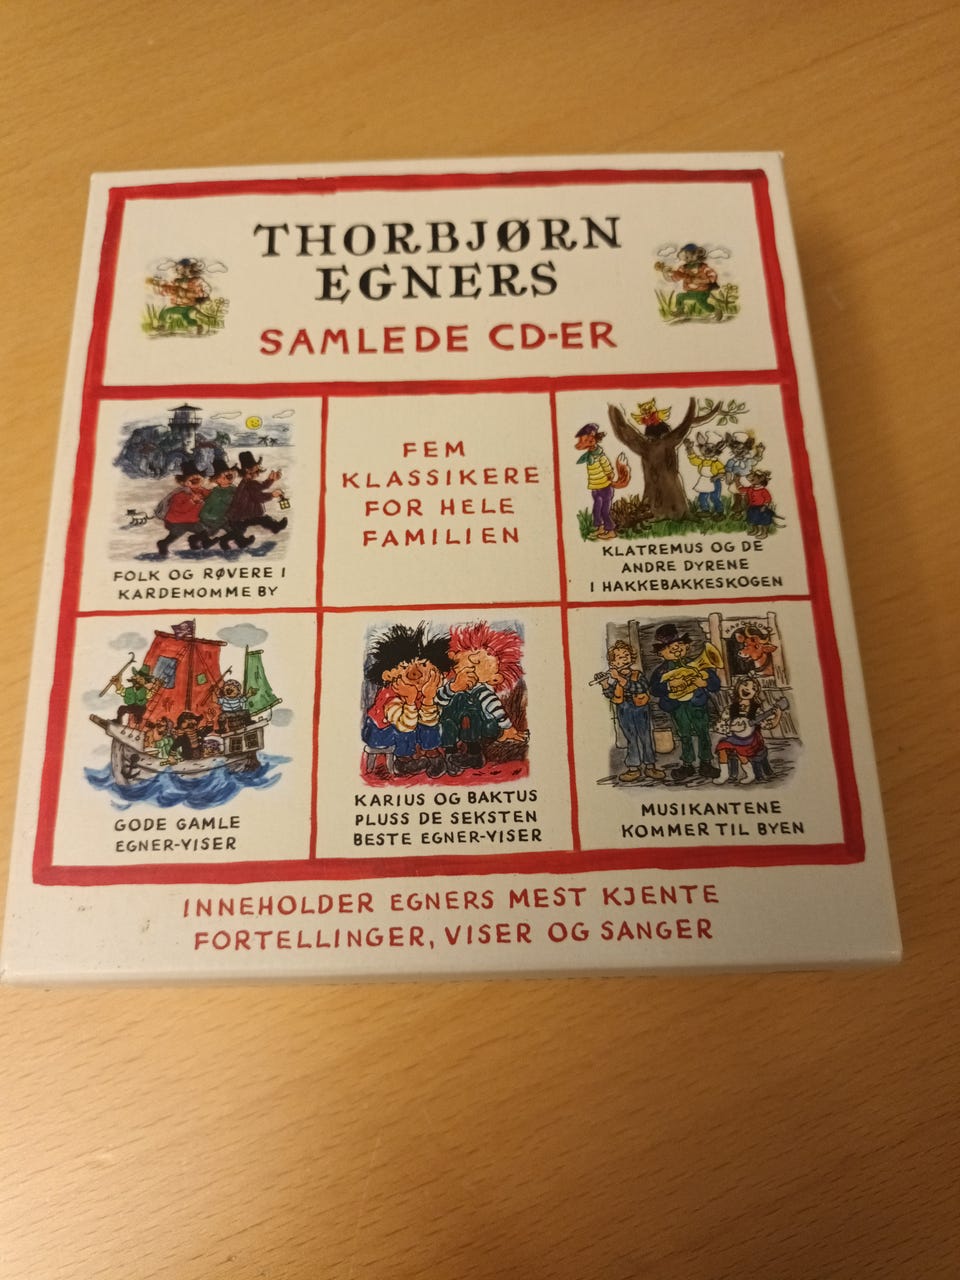 THORBJØRN
EGNERS
SAMLEDE CD-ER
FOLK OG RØVERE I
KARDEMOMME BY
FEM
KLASSIKERE
FOR HELE
FAMILIEN
KLATREMUS OG DE
ANDRE DYRENE
I HAKKEBAKKESKOGEN
GODE GAMLE
EGNER-VISER
KARIUS OG BAKTUS
PLUSS DE SEKSTEN
BESTE EGNER-VISER
MUSIKANTENE
KOMMER TIL BYEN
INNEHOLDER EGNERS MEST KJENTE
FORTELLINGER, VISER OG SANGER